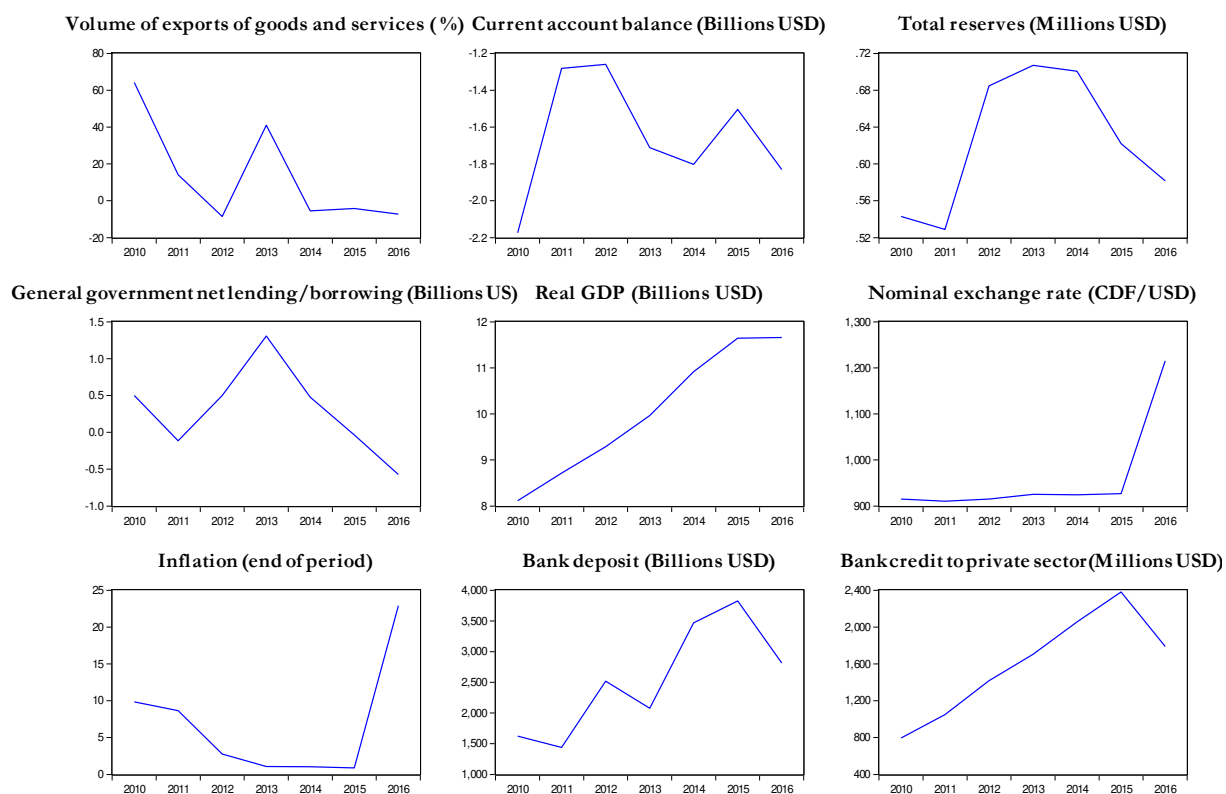 Volume of exports of goods and services (%)
80
60
40
20
0
-20
2010 2011 2012 2013 2014 2015 2016
Current account balance (Billions USD)
-1.2
-1.4
-1.6
-1.8
-2.0
-2.2
2010 2011 2012 2013 2014 2015 2016
Total reserves (Millions USD)
.72
.68
.64
.60
.56
.52
2010 2011 2012 2013 2014 2015 2016
General government net lending/borrowing (Billions US)
1.5
1.0
0.5
0.0
-0.5
-1.0
2010 2011 2012 2013 2014 2015 2016
Real GDP (Billions USD)
12
11
10
9
8
2010 2011 2012 2013 2014 2015 2016
Nominal exchange rate (CDF/USD)
1,300
1,200
1,100
1,000
900
2010 2011 2012 2013 2014 2015 2016
Inflation (end of period)
25
20
15
10
5
0
2010 2011 2012 2013 2014 2015 2016
Bank deposit (Billions USD)
4,000
3,500
3,000
2,500
2,000
1,500
1,000
2010 2011 2012 2013 2014 2015 2016
Bank credit to private sector (Millions USD)
2,400
2,000
1,600
1,200
800
400
2010 2011 2012 2013 2014 2015 2016